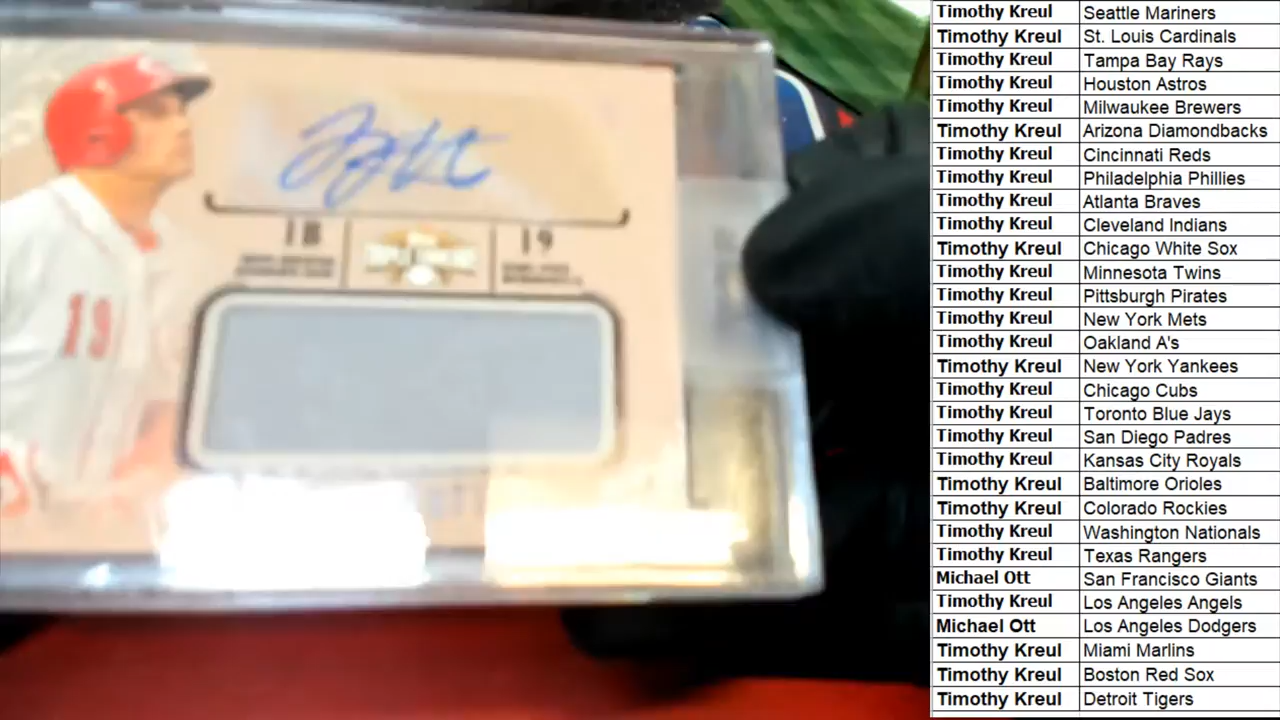 Timothy Kreul Seattle Mariners
Timothy Kreul St. Louis Cardinals
Timothy Kreul Tampa Bay Rays
Timothy Kreul Houston Astros
Timothy Kreul Milwaukee Brewers
Timothy Kreul Arizona Diamondbacks
Timothy Kreul Cincinnati Reds
Timothy Kreul Philadelphia Phillies
Timothy Kreul Atlanta Braves
Timothy Kreul Cleveland Indians
Timothy Kreul Chicago White Sox
Timothy Kreul Minnesota Twins
Timothy Kreul Pittsburgh Pirates
Timothy Kreul New York Mets
Timothy Kreul Oakland A's
Timothy Kreul New York Yankees
Timothy Kreul Chicago Cubs
Timothy Kreul Toronto Blue Jays
Timothy Kreul San Diego Padres
Timothy Kreul Kansas City Royals
Timothy Kreul Baltimore Orioles
Timothy Kreul Colorado Rockies
Timothy Kreul Washington Nationals
Timothy Kreul Texas Rangers
Michael Ott San Francisco Giants
Timothy Kreul Los Angeles Angels
Michael Ott Los Angeles Dodgers
Timothy Kreul Miami Marlins
Timothy Kreul Boston Red Sox
Timothy Kreul Detroit Tigers
18
19
19